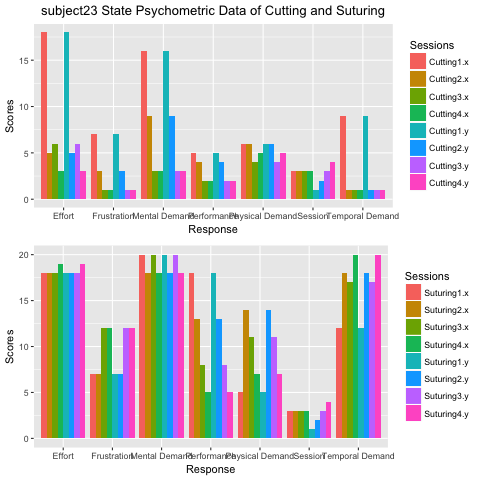 subject23 State Psychometric Data of Cutting and Suturing
Scores
15
10
5
0
Effort Frustration Mental Demand Performance Physical Demand Session Temporal Demand
Response
Sessions
Cutting1.x
Cutting2.x
Cutting3.x
Cutting4.x
Cutting1.y
Cutting2.y
Cutting3.y
Cutting4.y
Scores
20
15
10
5
0
Effort Frustration Mental Demand Performance Physical Demand Session Temporal Demand
Response
Sessions
Suturing1.x
Suturing2.x
Suturing3.x
Suturing4.x
Suturing1.y
Suturing2.y
Suturing3.y
Suturing4.y